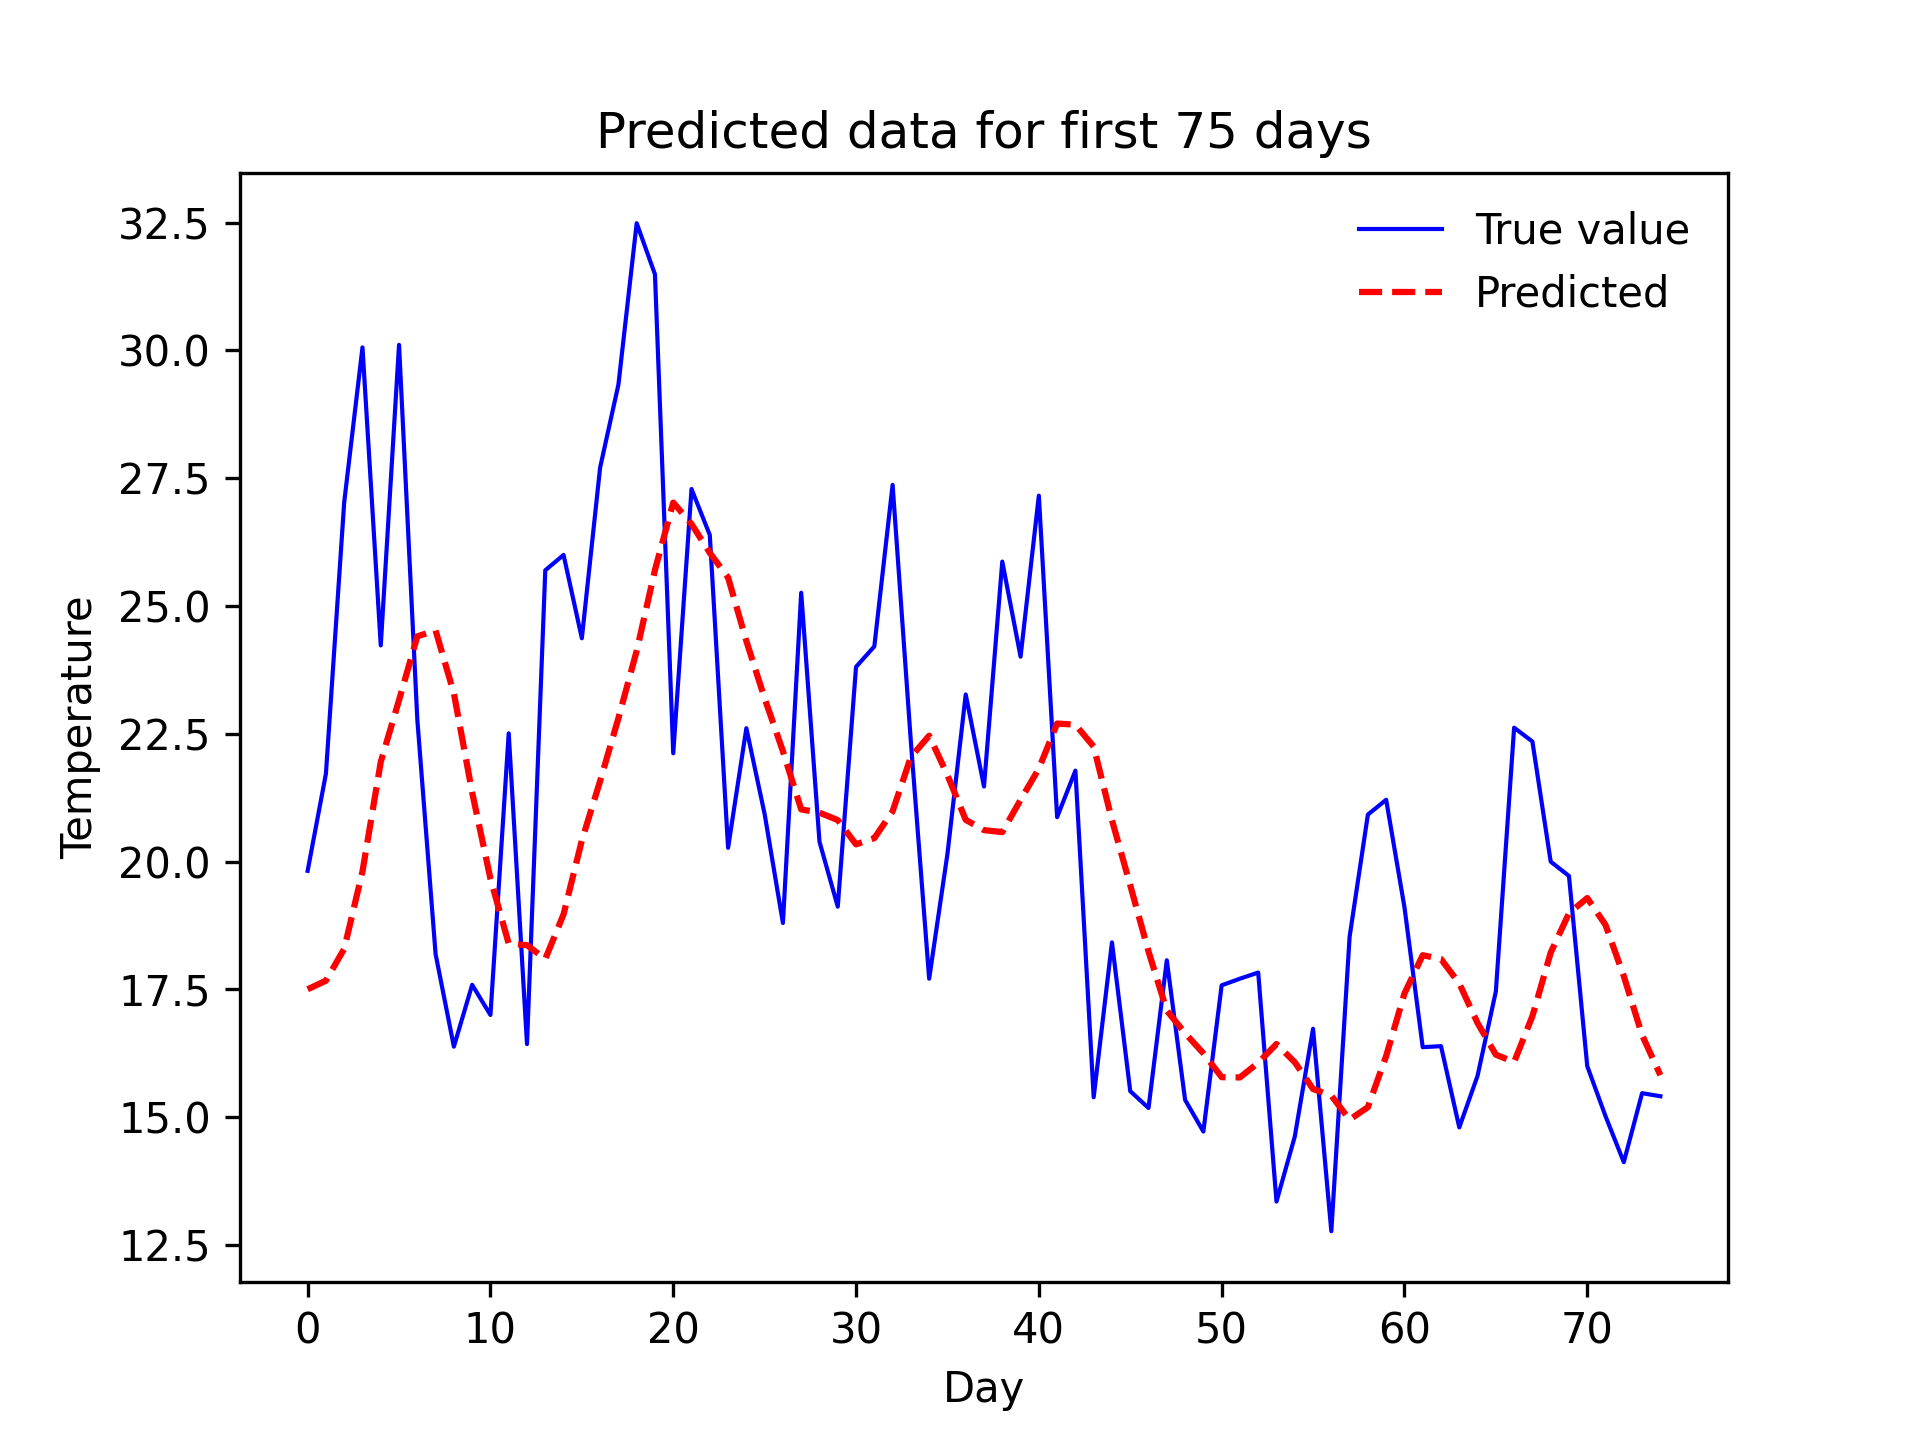 Predicted data for first 75 days
True value
Predicted
Temperature
32.5
30.0
27.5
25.0
22.5
20.0
17.5
15.0
12.5
0 10 20 30 40 50 60 70
Day